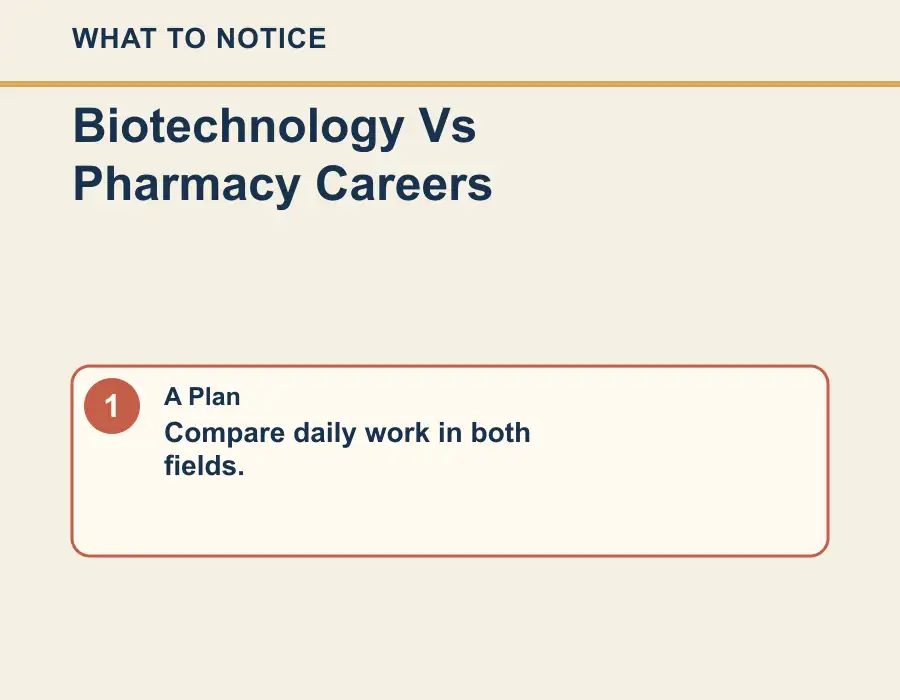 WHAT TO NOTICE
Biotechnology Vs
Pharmacy Careers
1
A Plan
Compare daily work in both
fields.